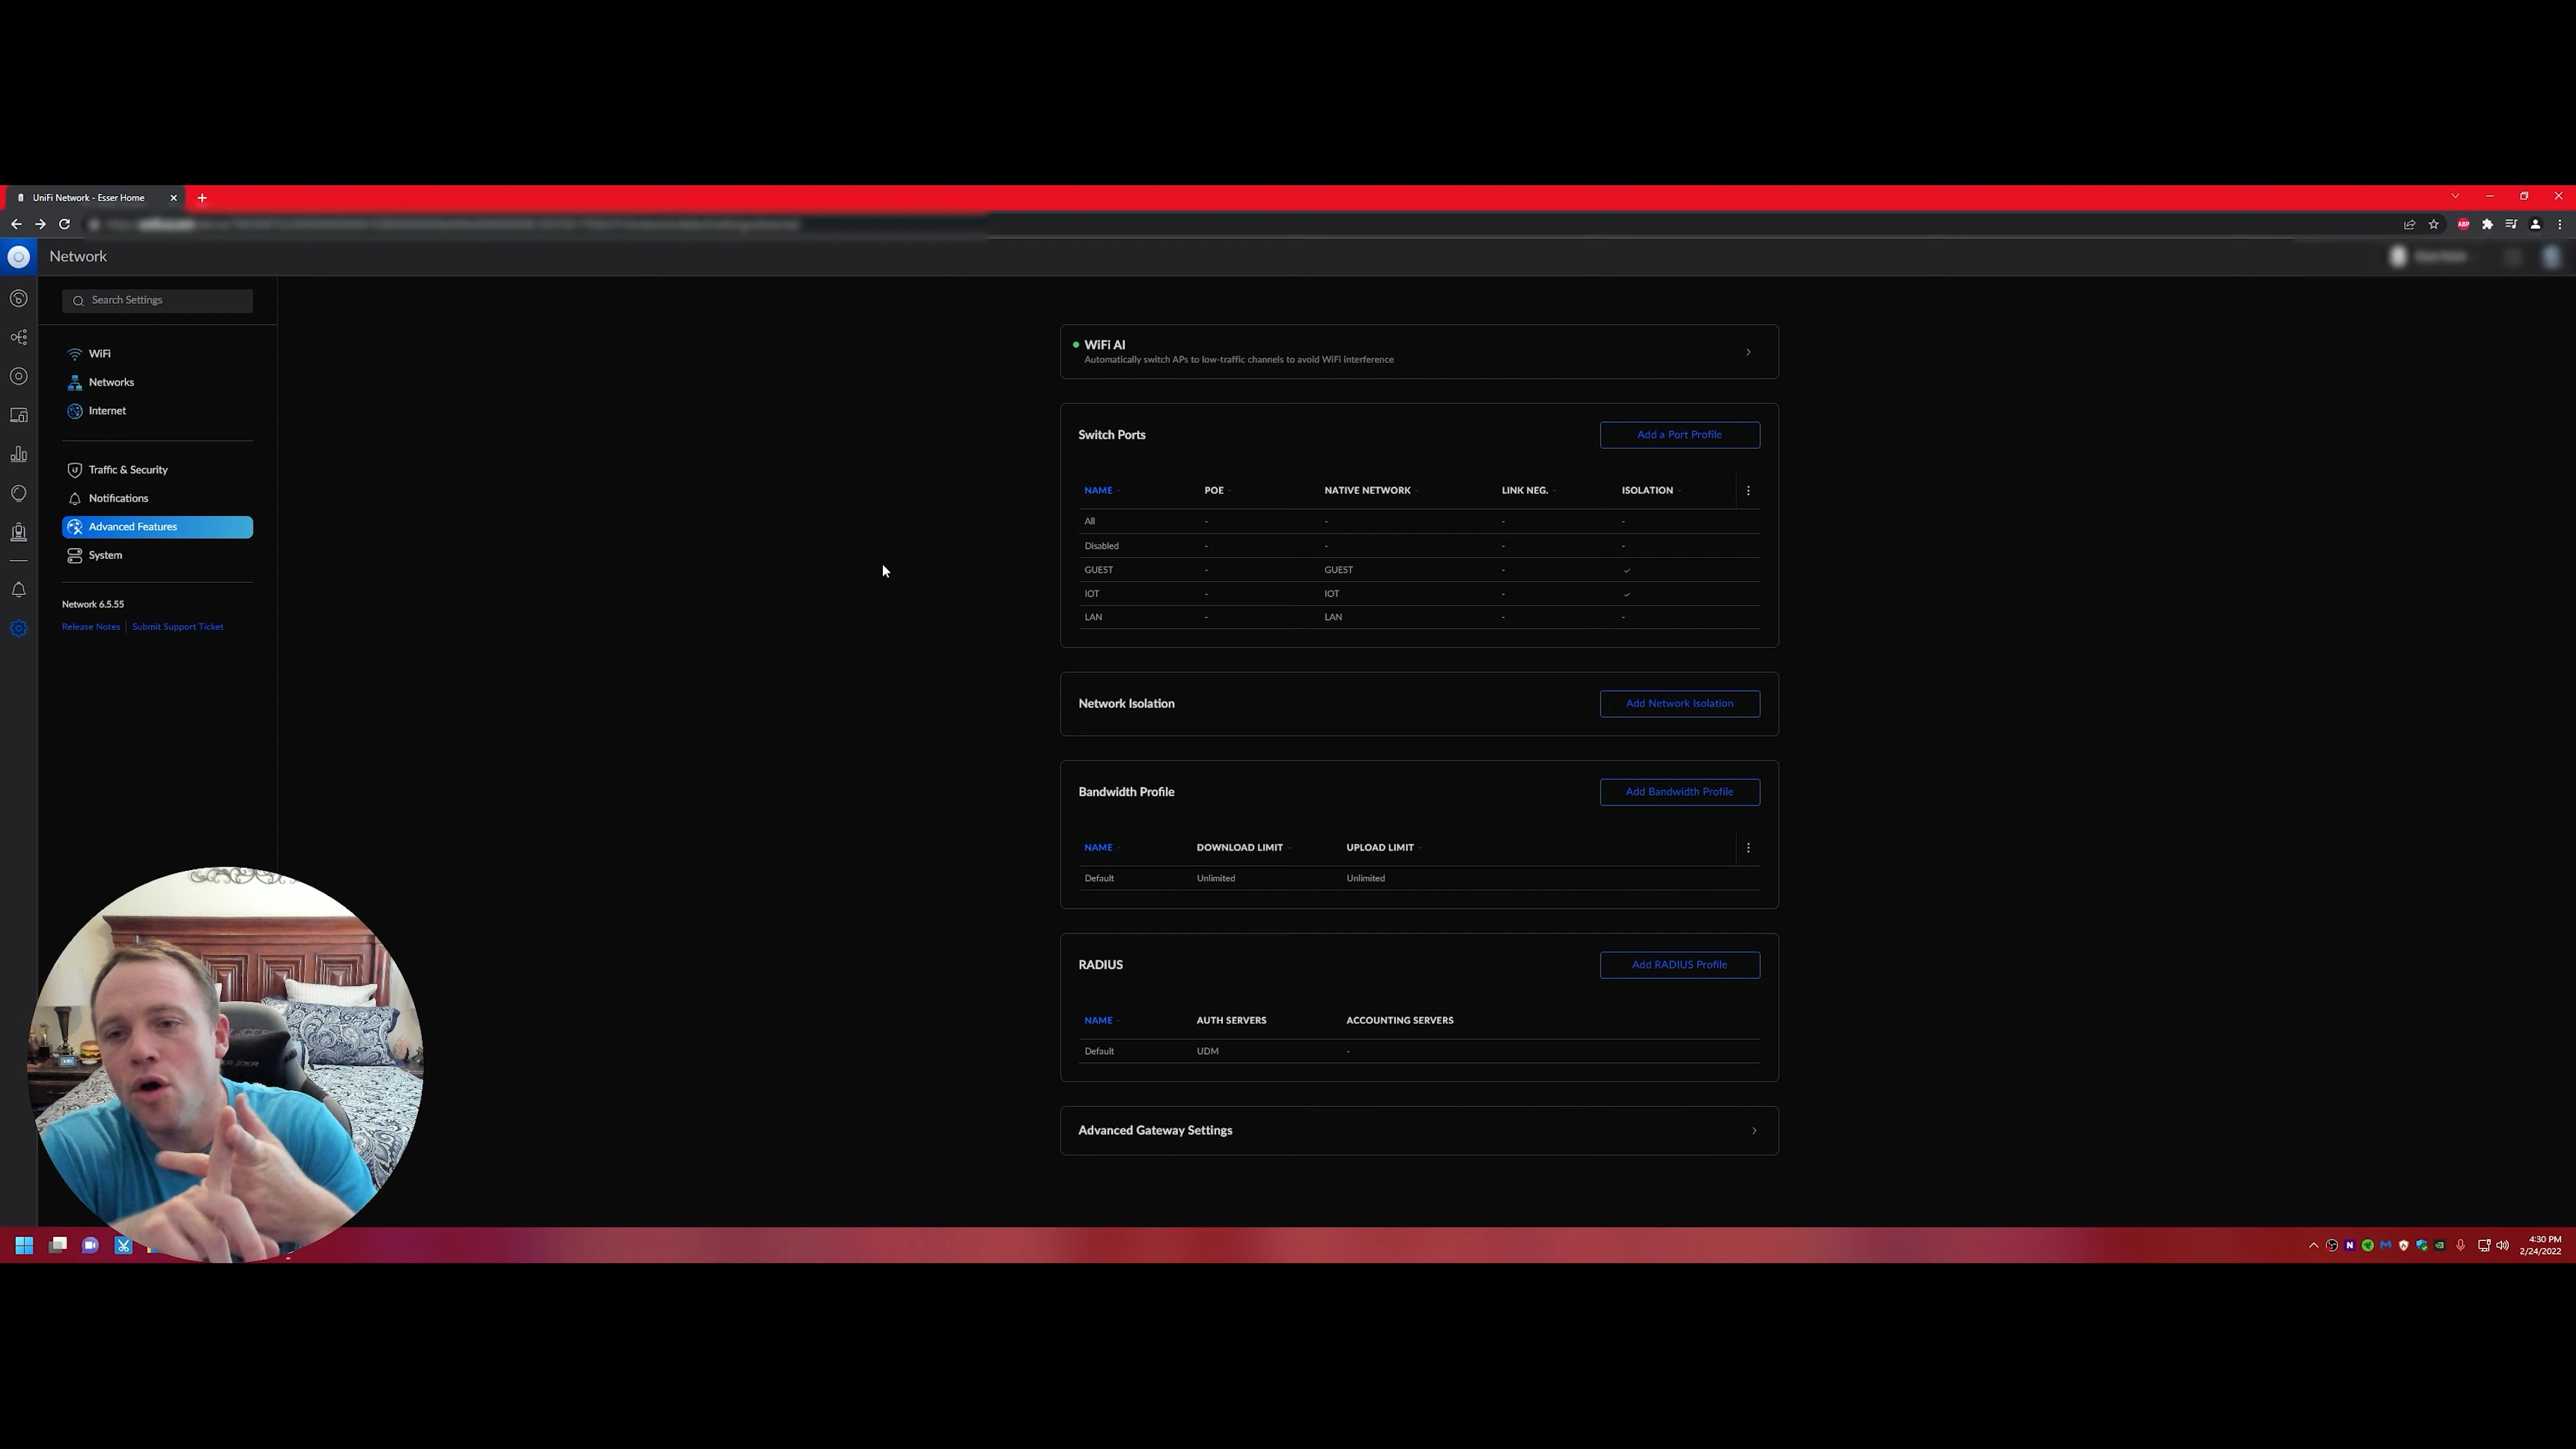 UniFi Network - Esser Home
Network
Search Settings
WiFi
Networks
Internet
Traffic & Security
Notifications
Advanced Features
System
Network 6.5.55
Release Notes | Submit Support Ticket
WiFi AI
Automatically switch APs to low-traffic channels to avoid WiFi interference
Switch Ports
Add a Port Profile
NAME POE NATIVE NETWORK LINK NEG. ISOLATION
All - - - -
Disabled - - - -
GUEST - GUEST -
IOT - IOT -
LAN - LAN - -
Network Isolation
Add Network Isolation
Bandwidth Profile
Add Bandwidth Profile
NAME DOWNLOAD LIMIT UPLOAD LIMIT
Default Unlimited Unlimited
RADIUS
Add RADIUS Profile
NAME AUTH SERVERS ACCOUNTING SERVERS
Default UDM -
Advanced Gateway Settings
ABP
N
4:30 PM
2/24/2022